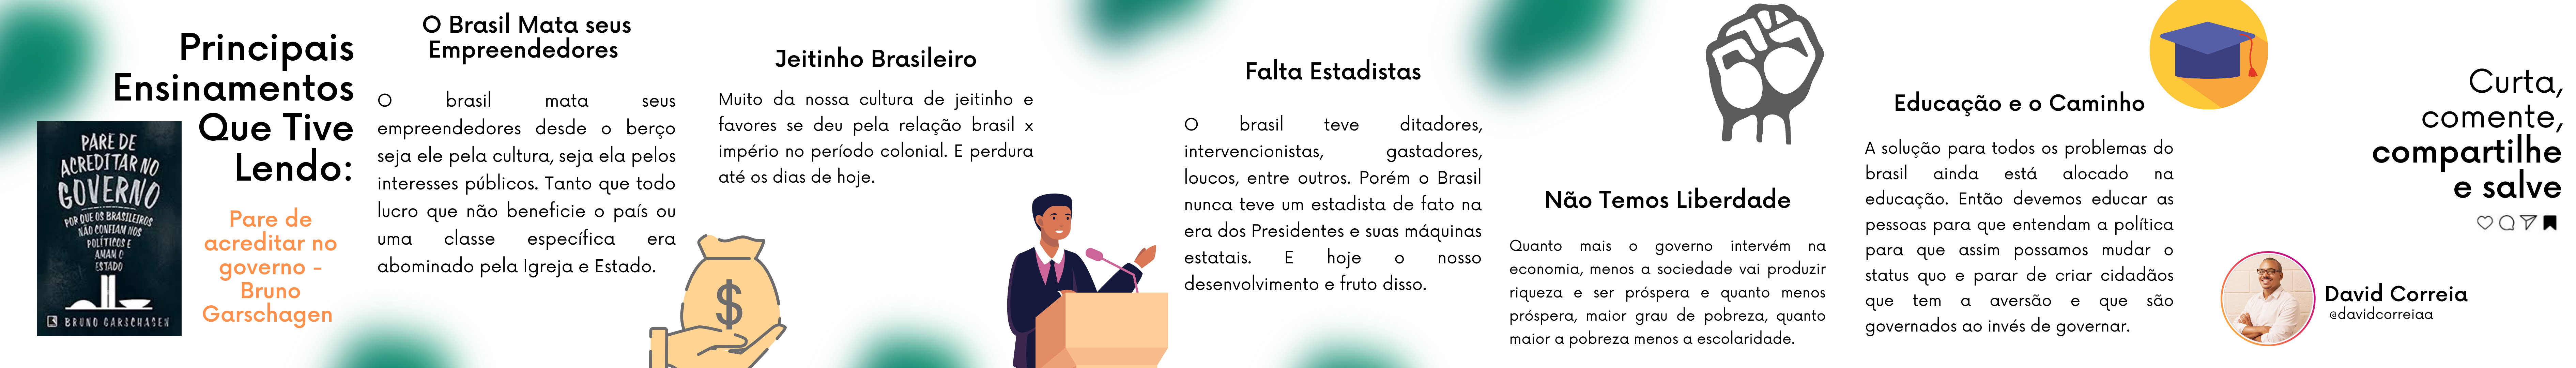 Principais
Ensinamentos
Que Tive
Lendo:
PARE DE
ACREDITAR NO
GOVERNO
POR QUE OS BRASILEIROS
NÃO CONFIAM NOS
POLÍTICOS E
AMAM O
ESTADO
BRUNO GARSCHAGEN
Pare de
acreditar no
governo -
Bruno
Garschagen
O Brasil Mata seus
Empreendedores
O brasil mata seus
empreendedores desde o berço
seja ele pela cultura, seja ela pelos
interesses públicos. Tanto que todo
lucro que não beneficie o país ou
uma classe específica era
abominado pela Igreja e Estado.
$
Jeitinho Brasileiro
Muito da nossa cultura de jeitinho e
favores se deu pela relação brasil x
império no período colonial. E perdura
até os dias de hoje.
Falta Estadistas
O brasil teve ditadores,
intervencionistas, gastadores,
loucos, entre outros. Porém o Brasil
nunca teve um estadista de fato na
era dos Presidentes e suas máquinas
estatais. E hoje o nosso
desenvolvimento e fruto disso.
Não Temos Liberdade
Quanto mais o governo intervém na
economia, menos a sociedade vai produzir
riqueza e ser próspera e quanto menos
próspera, maior grau de pobreza, quanto
maior a pobreza menos a escolaridade.
Educação e o Caminho
A solução para todos os problemas do
brasil ainda está alocado na
educação. Então devemos educar as
pessoas para que entendam a política
para que assim possamos mudar o
status quo e parar de criar cidadãos
que tem a aversão e que são
governados ao invés de governar.
Curta,
comente,
compartilhe
e salve
David Correia
@davidcorreiaa